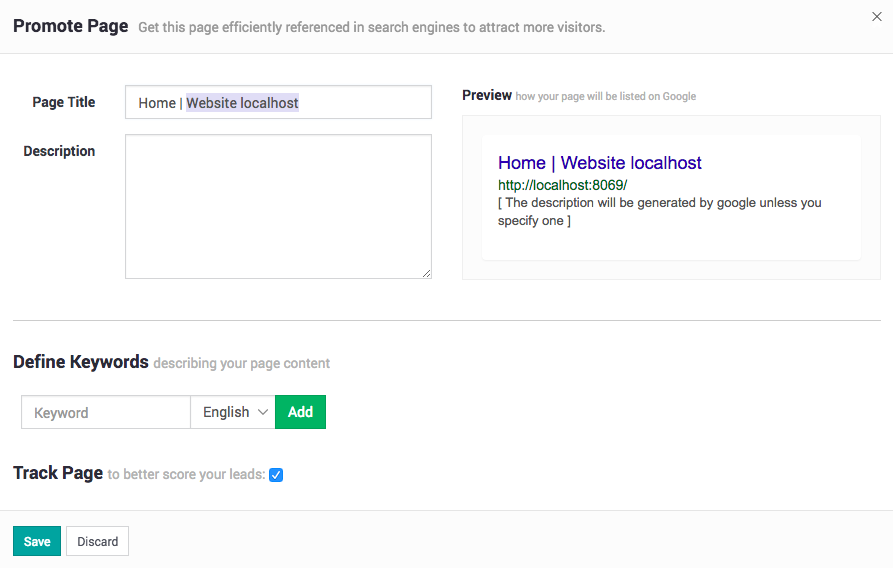 Promote Page Get this page efficiently referenced in search engines to attract more visitors.
Page Title
Home | Website localhost
Description
Preview how your page will be listed on Google
Home | Website localhost
http://localhost:8069/
[ The description will be generated by google unless you
specify one ]
Define Keywords describing your page content
Keyword
English
Add
Track Page to better score your leads:
Save
Discard